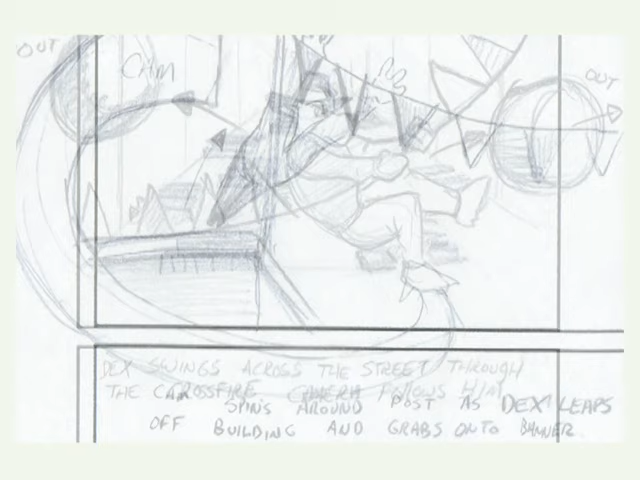 OUT
CAM
OUT
DEX SWINGS ACROSS THE STREET THROUGH
THE CROSSFIRE. CAMERA FOLLOWS HIM
CAM SPINS AROUND POST AS DEX LEAPS
OFF BUILDING AND GRABS ONTO BANNER.